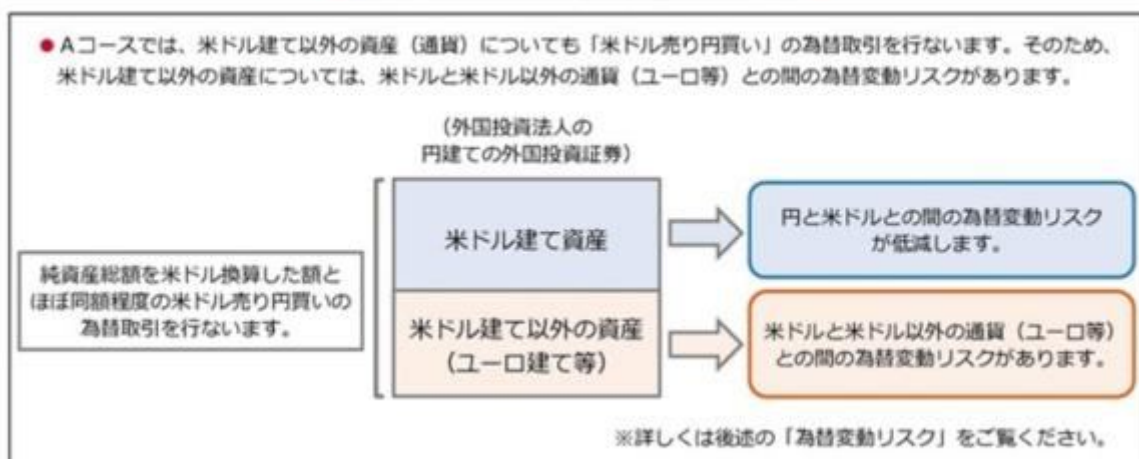 ● Aコースでは、米ドル建て以外の資産（通貨）についても「米ドル売り円買い」の為替取引を行ないます。そのため、
米ドル建て以外の資産については、米ドルと米ドル以外の通貨（ユーロ等）との間の為替変動リスクがあります。
（外国投資法人の
円建ての外国投資証券）
純資産総額を米ドル換算した額と
ほぼ同額程度の米ドル売り円買いの
為替取引を行ないます。
米ドル建て資産
円と米ドルとの間の為替変動リスク
が低減します。
米ドル建て以外の資産
（ユーロ建て等）
米ドルと米ドル以外の通貨（ユーロ等）
との間の為替変動リスクがあります。
※詳しくは後述の「為替変動リスク」をご覧ください。